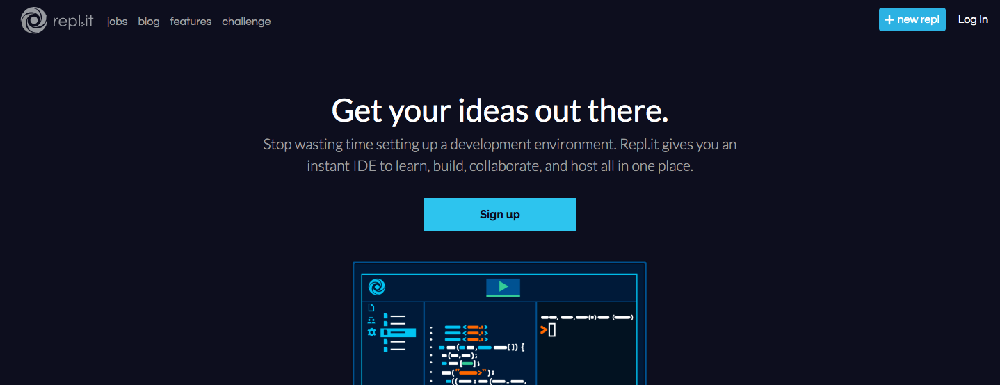 repl.it jobs blog features challenge + new repl Log In
Get your ideas out there.
Stop wasting time setting up a development environment. Repl.it gives you an
instant IDE to learn, build, collaborate, and host all in one place.
Sign up